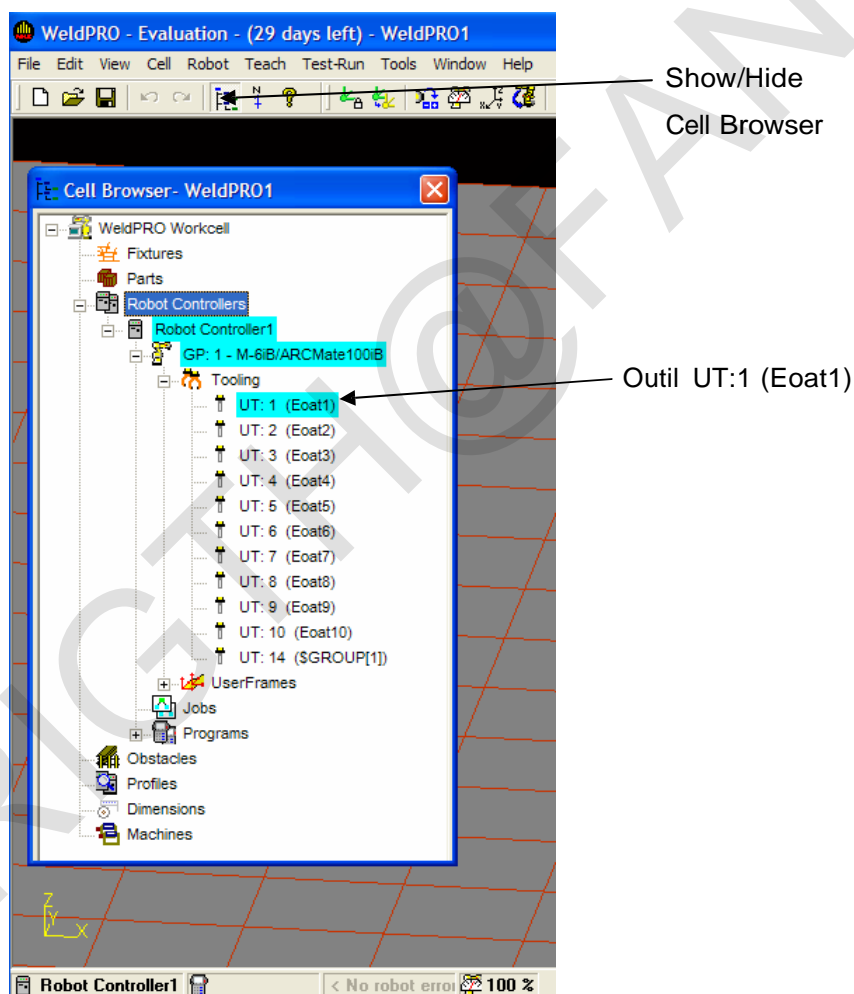 WeldPRO - Evaluation - (29 days left) - WeldPRO1
File Edit View Cell Robot Teach Test-Run Tools Window Help
Show/Hide
Cell Browser
Cell Browser- WeldPRO1
WeldPRO Workcell
Fixtures
Parts
Robot Controllers
Robot Controller1
GP: 1 - M-6iB/ARCMate100iB
Tooling
UT: 1 (Eoat1)
Outil UT:1 (Eoat1)
UT: 2 (Eoat2)
UT: 3 (Eoat3)
UT: 4 (Eoat4)
UT: 5 (Eoat5)
UT: 6 (Eoat6)
UT: 7 (Eoat7)
UT: 8 (Eoat8)
UT: 9 (Eoat9)
UT: 10 (Eoat10)
UT: 14 ($GROUP[1])
UserFrames
Jobs
Programs
Obstacles
Profiles
Dimensions
Machines
Z
Y
X
Robot Controller1 < No robot erroi 100 %